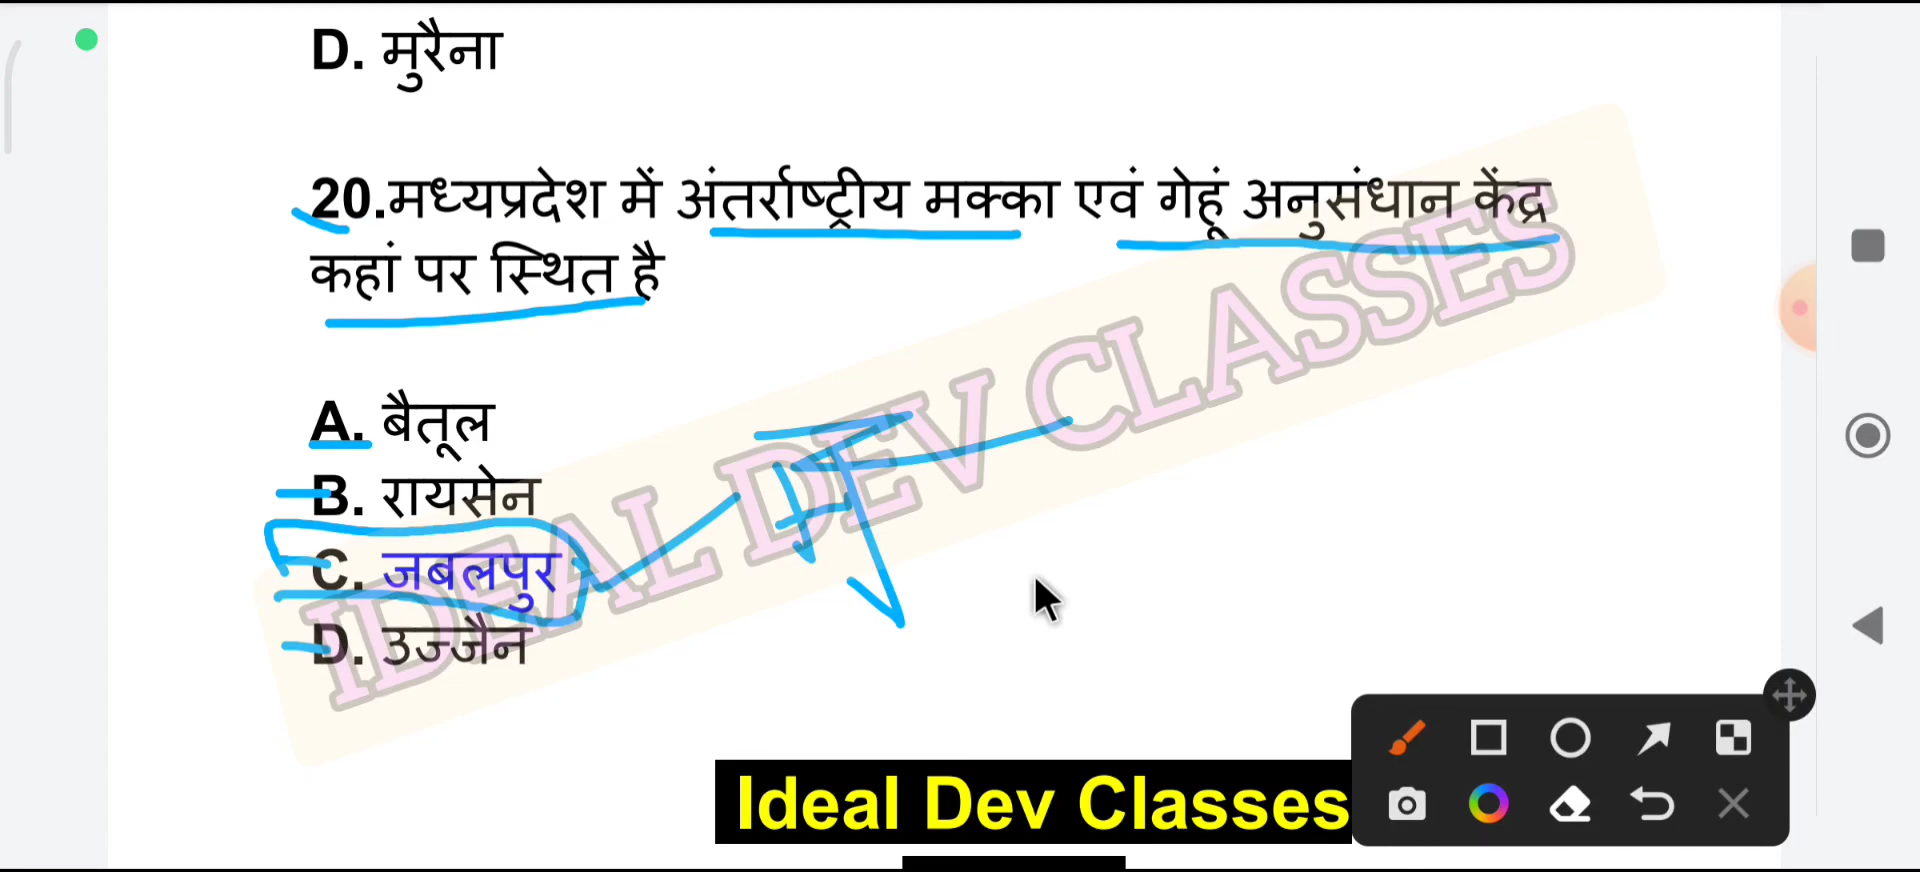 D. मुरैना
20.मध्यप्रदेश में अंतर्राष्ट्रीय मक्का एवं गेहूं अनुसंधान केंद्र
कहां पर स्थित है
A. बैतूल
B. रायसेन
C. जबलपुर
D. उज्जैन
IDEAL DEV CLASSES
Ideal Dev Classes